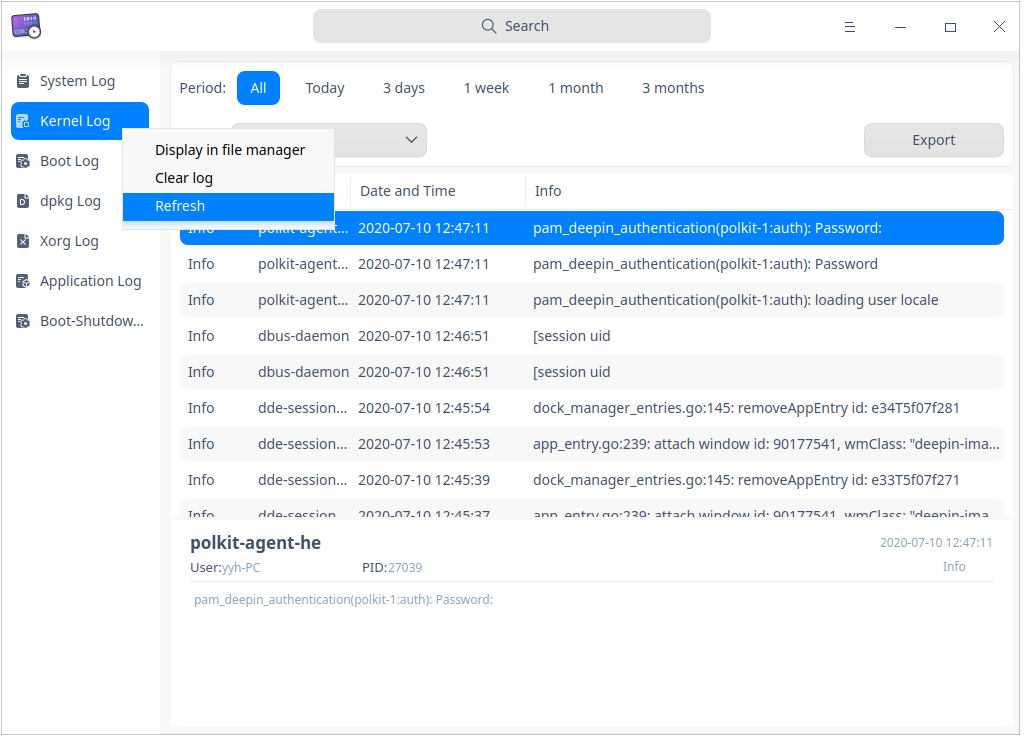 Search
System Log
Kernel Log
Boot Log
dpkg Log
Xorg Log
Application Log
Boot-Shutdow...
Period: All Today 3 days 1 week 1 month 3 months
Export
Display in file manager
Clear log
Refresh
Date and Time Info
Info polkit-agent... 2020-07-10 12:47:11 pam_deepin_authentication(polkit-1:auth): Password:
Info polkit-agent... 2020-07-10 12:47:11 pam_deepin_authentication(polkit-1:auth): Password
Info polkit-agent... 2020-07-10 12:47:11 pam_deepin_authentication(polkit-1:auth): loading user locale
Info dbus-daemon 2020-07-10 12:46:51 [session uid
Info dbus-daemon 2020-07-10 12:46:51 [session uid
Info dde-session... 2020-07-10 12:45:54 dock_manager_entries.go:145: removeAppEntry id: e34T5f07f281
Info dde-session... 2020-07-10 12:45:53 app_entry.go:239: attach window id: 90177541, wmClass: "deepin-ima...
Info dde-session... 2020-07-10 12:45:39 dock_manager_entries.go:145: removeAppEntry id: e33T5f07f271
Info dde-session... 2020-07-10 12:45:37 app_entry.go:239: attach window id: 90177541, wmClass: "deepin-ima...
polkit-agent-he 2020-07-10 12:47:11
User:yyh-PC PID:27039 Info
pam_deepin_authentication(polkit-1:auth): Password: